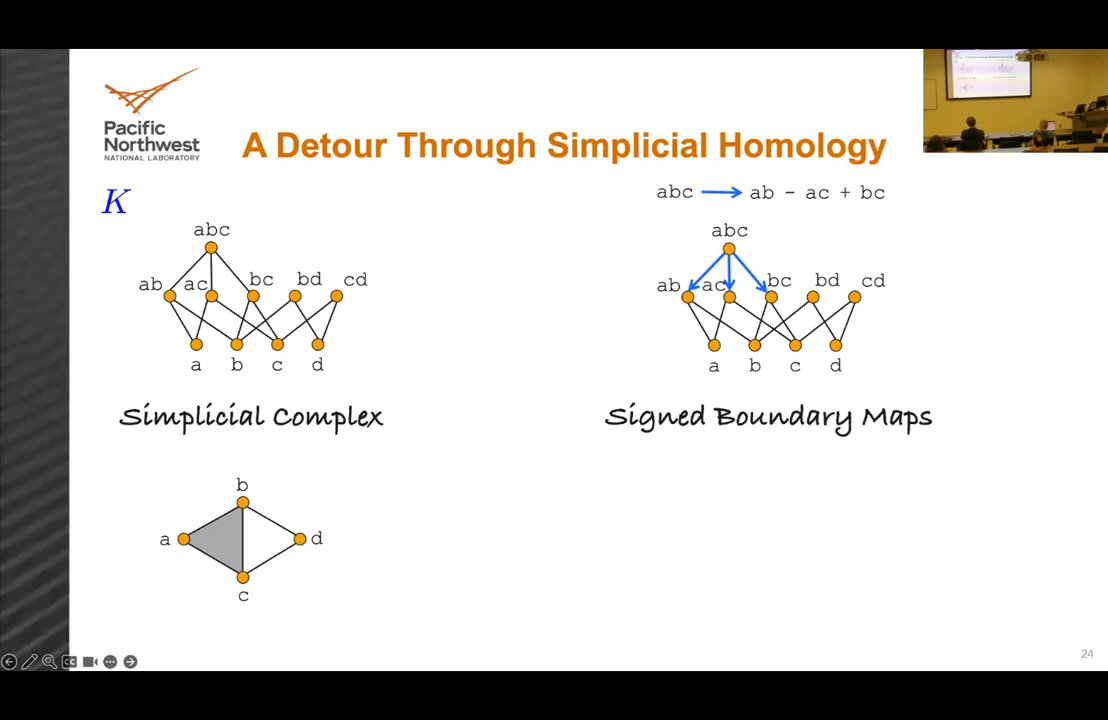 Pacific
Northwest
NATIONAL LABORATORY
A Detour Through Simplicial Homology
K
abc
ab ac bc bd cd
a b c d
Simplicial Complex
b
a d
c
abc ab - ac + bc
abc
ab ac bc bd cd
a b c d
Signed Boundary Maps
CC
24